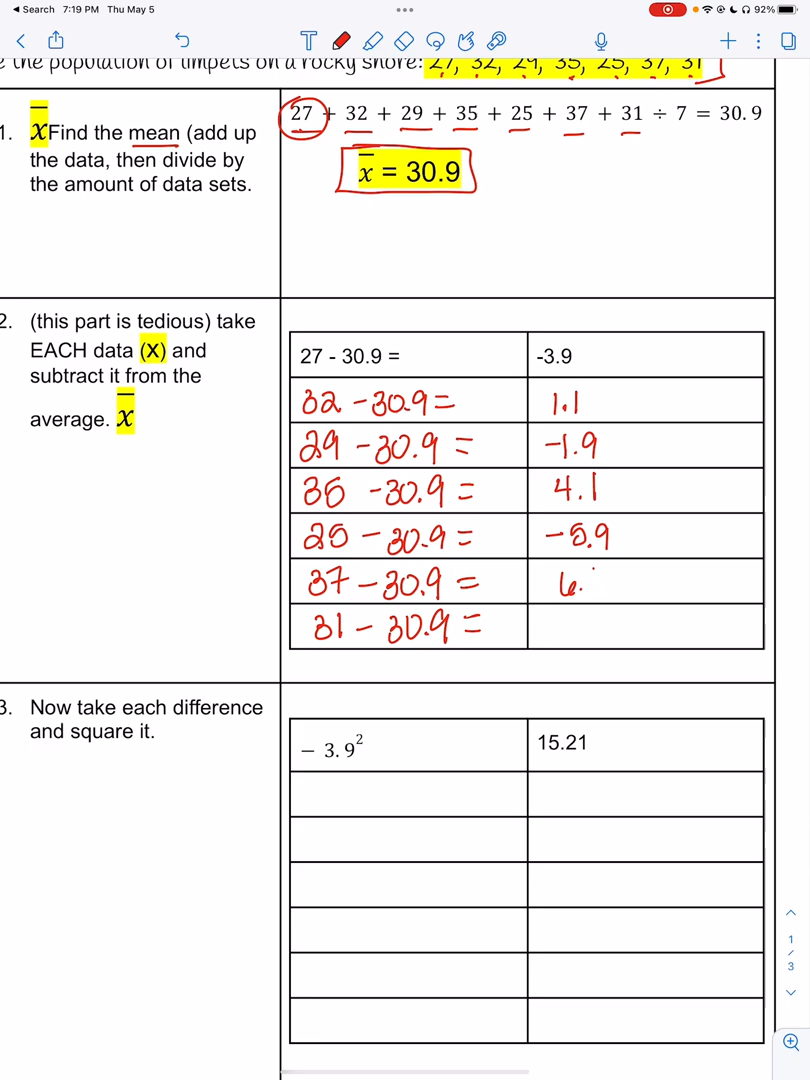 Search 7:19 PM Thu May 5
92%
e the population of limpets on a rocky shore: 27, 32, 29, 35, 25, 37, 31
1. x̅ Find the mean (add up
the data, then divide by
the amount of data sets.
27 + 32 + 29 + 35 + 25 + 37 + 31 ÷ 7 = 30.9
x̅ = 30.9
2. (this part is tedious) take
EACH data (X) and
subtract it from the
average. x̅
27 - 30.9 = -3.9
32 - 30.9 = 1.1
29 - 30.9 = -1.9
35 - 30.9 = 4.1
25 - 30.9 = -5.9
37 - 30.9 = 6.
31 - 30.9 =
3. Now take each difference
and square it.
- 3.9² 15.21
1
/
3